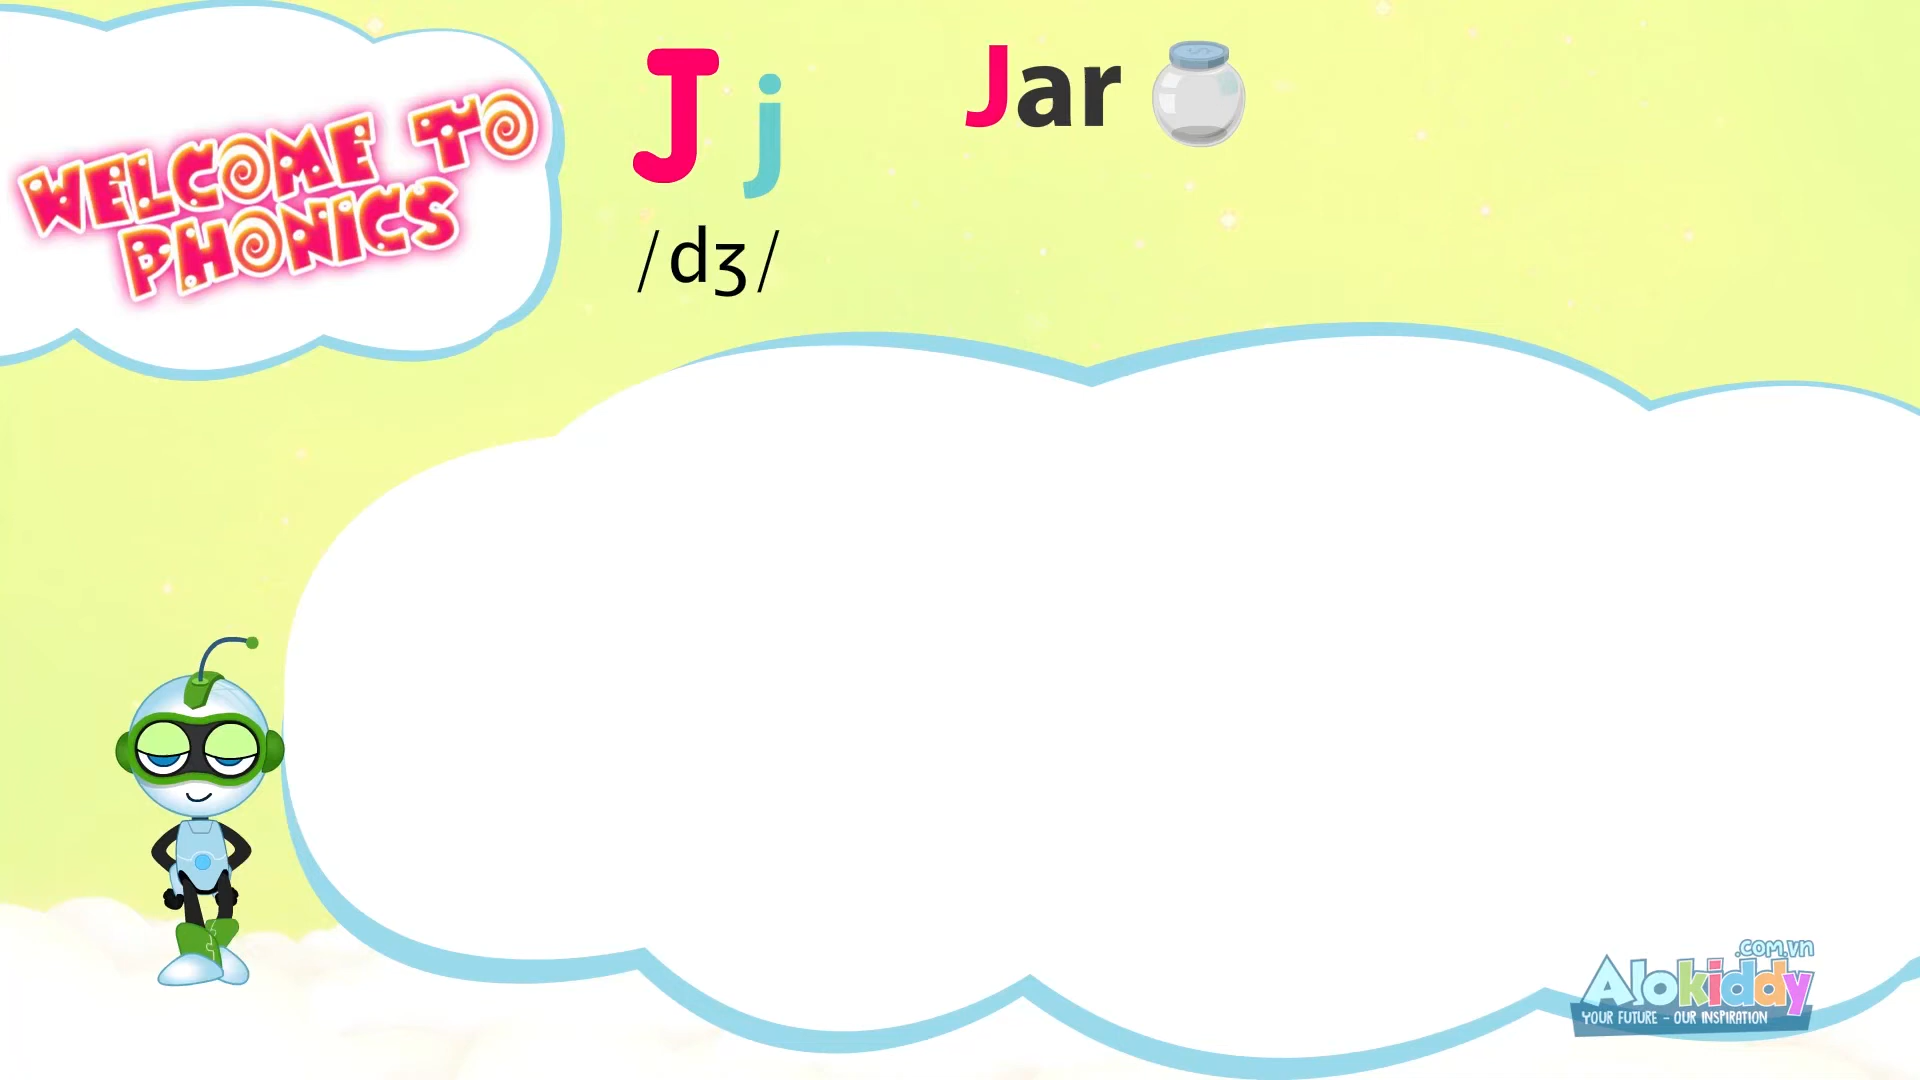 WELCOME TO
PHONICS
J j
/dʒ/
Jar
.com.vn
Alokiddy
YOUR FUTURE - OUR INSPIRATION